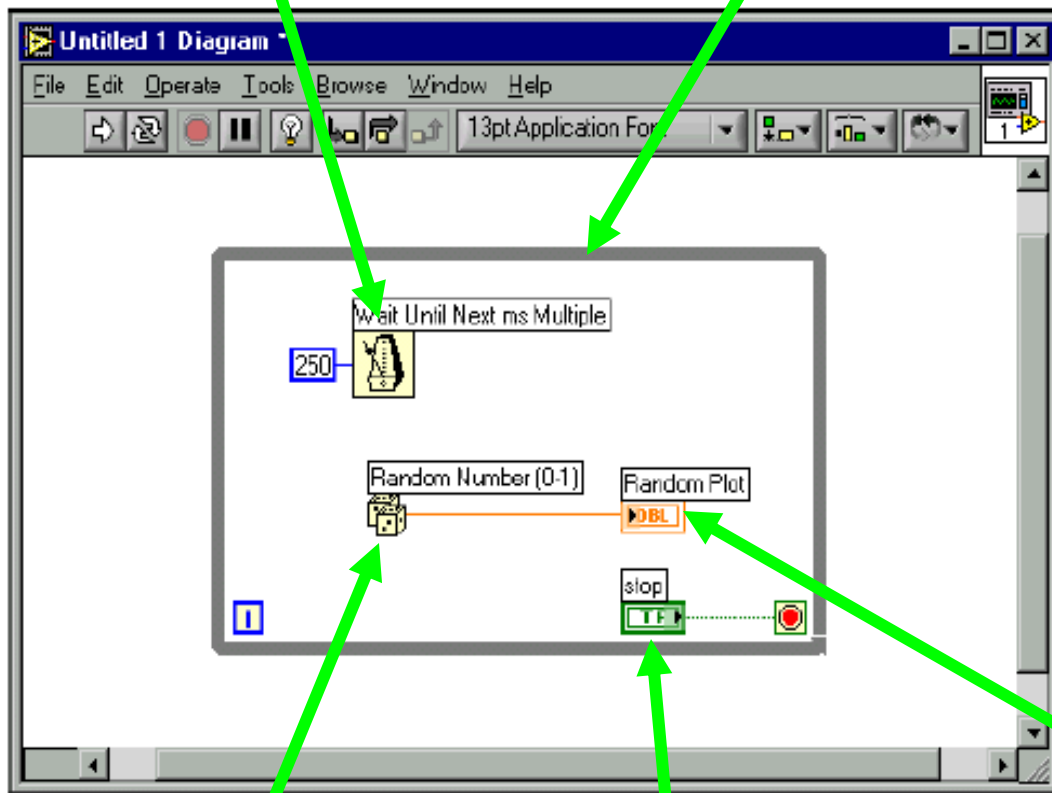 Untitled 1 Diagram *
File Edit Operate Tools Browse Window Help
13pt Application Font
1
Wait Until Next ms Multiple
250
Random Number (0-1)
Random Plot
DBL
stop
TF
i